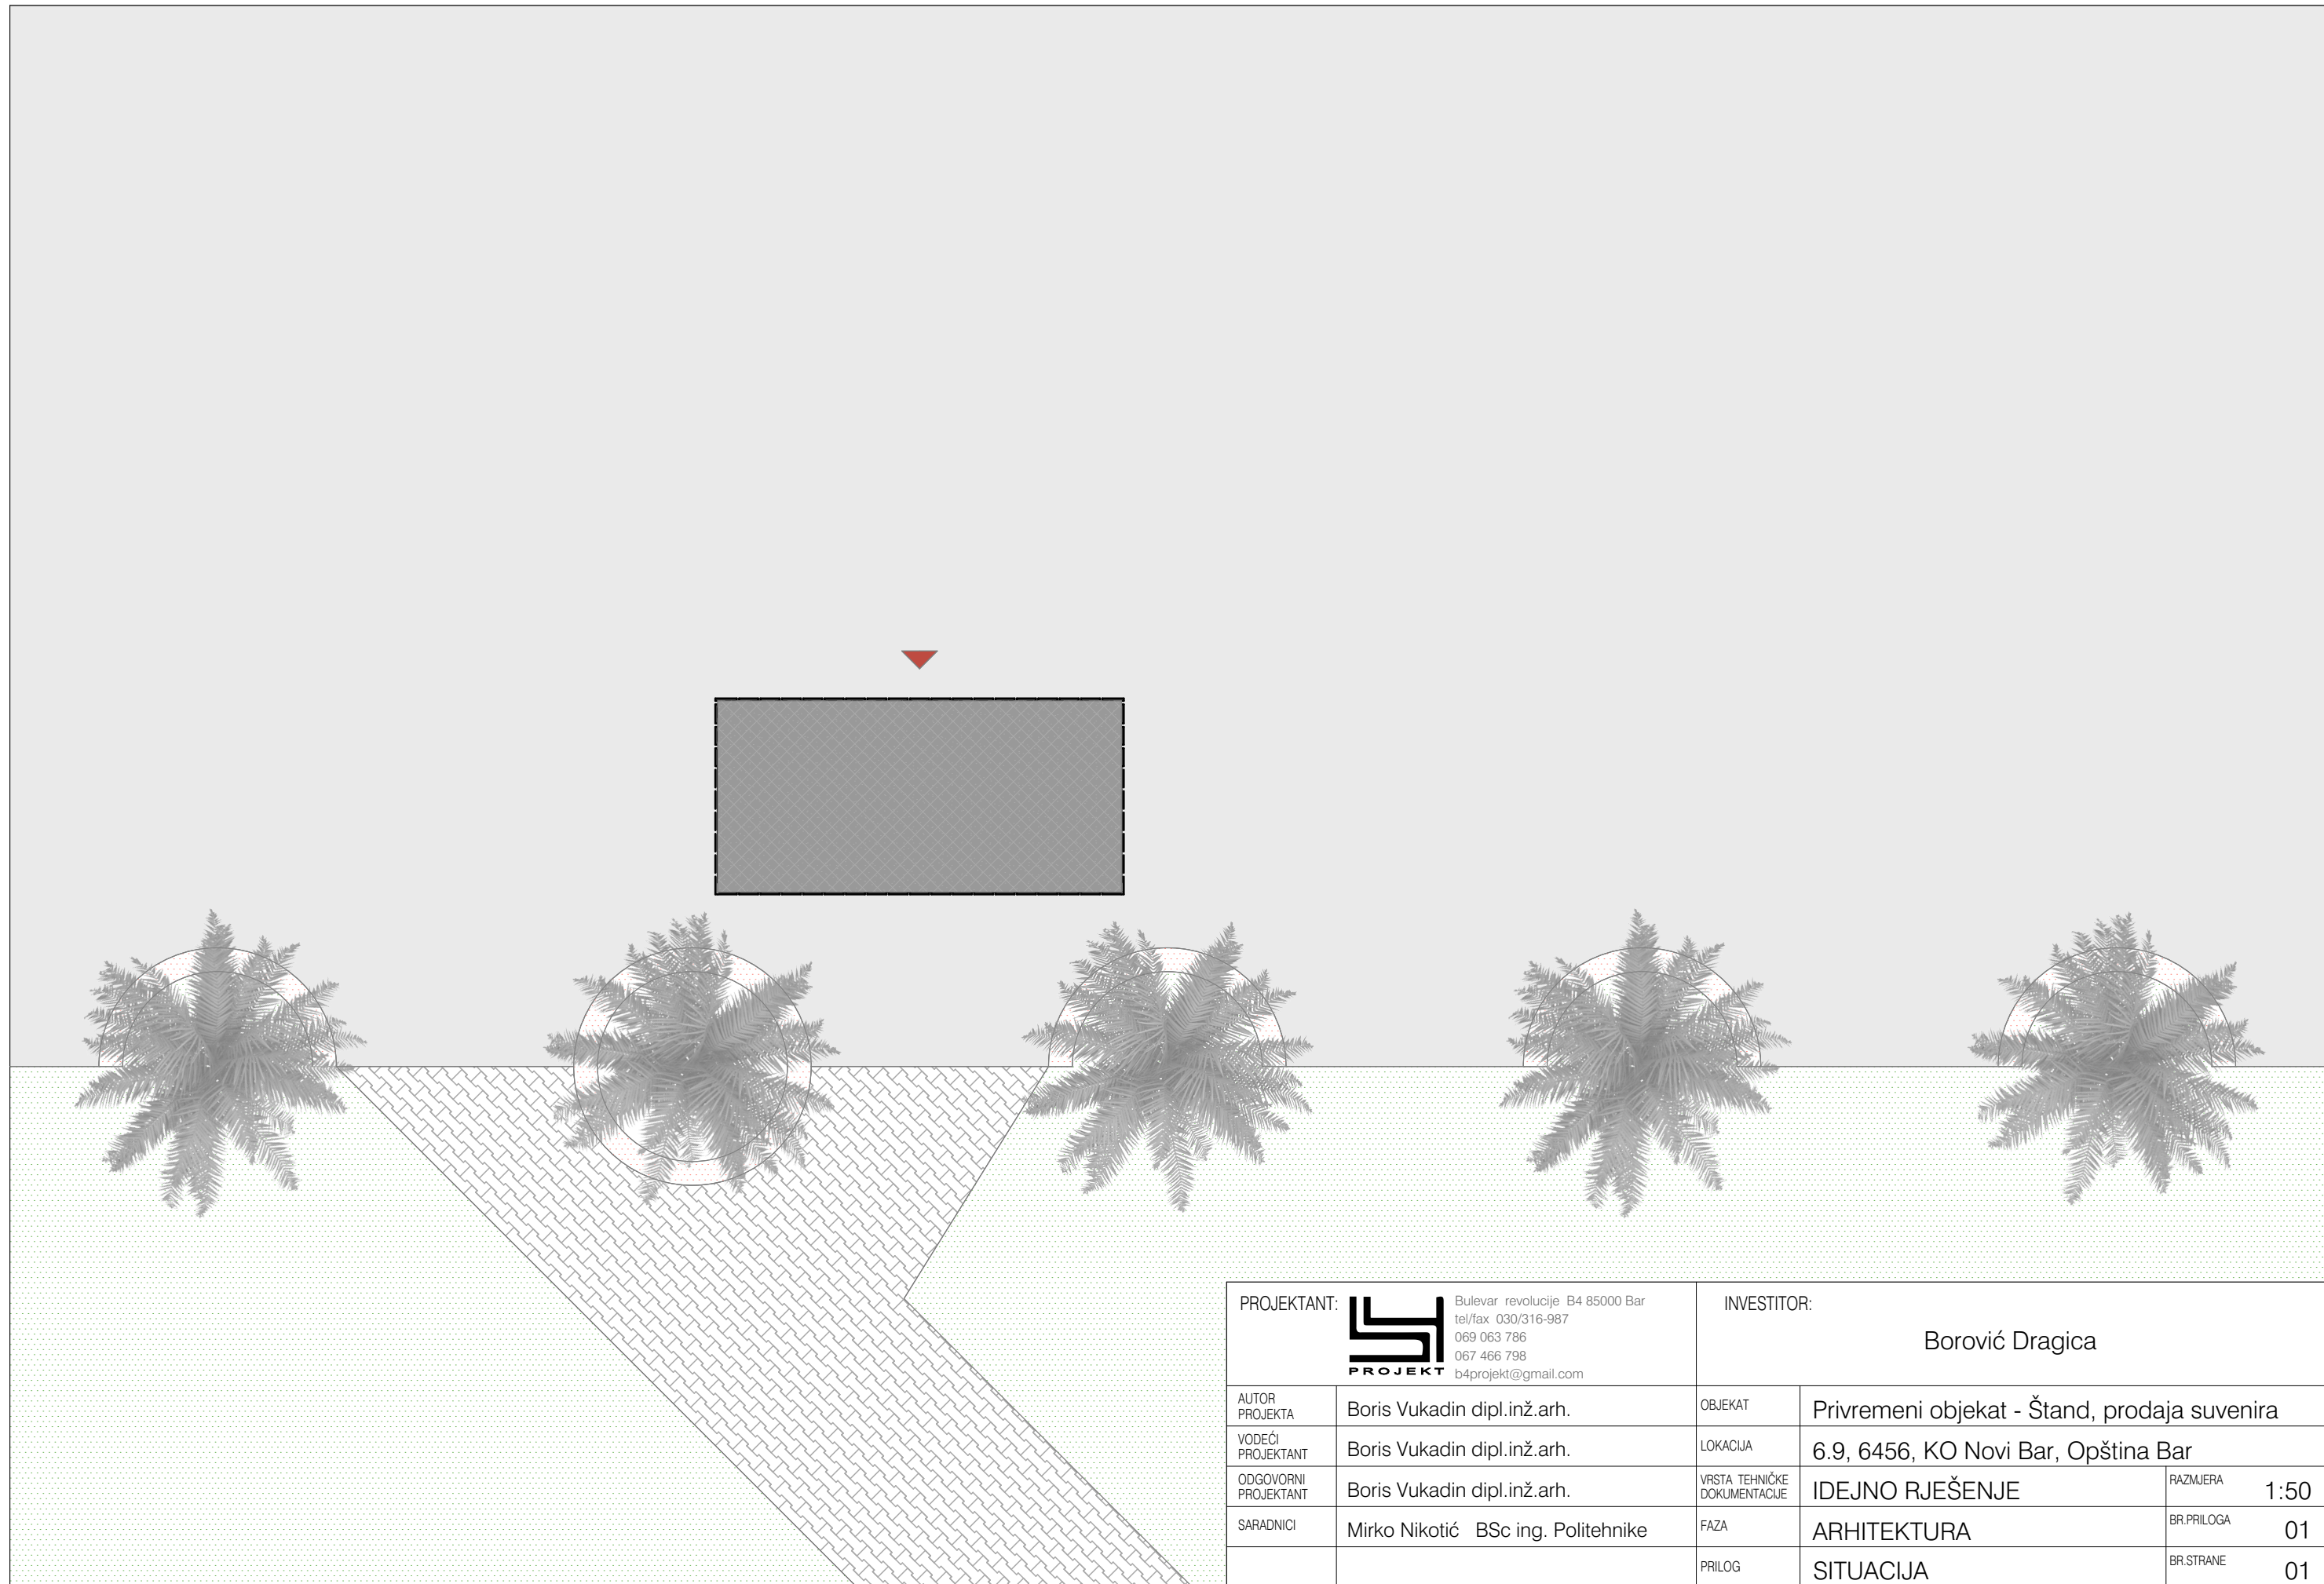 PROJEKTANT:
PROJEKT
Bulevar revolucije B4 85000 Bar
tel/fax 030/316-987
069 063 786
067 466 798
b4projekt@gmail.com
INVESTITOR:
Borović Dragica
AUTOR
PROJEKTA
Boris Vukadin dipl.inž.arh.
OBJEKAT
Privremeni objekat - Štand, prodaja suvenira
VODEĆI
PROJEKTANT
Boris Vukadin dipl.inž.arh.
LOKACIJA
6.9, 6456, KO Novi Bar, Opština Bar
ODGOVORNI
PROJEKTANT
Boris Vukadin dipl.inž.arh.
VRSTA TEHNIČKE
DOKUMENTACIJE
IDEJNO RJEŠENJE
RAZMJERA
1:50
SARADNICI
Mirko Nikotić BSc ing. Politehnike
FAZA
ARHITEKTURA
BR.PRILOGA
01
PRILOG
SITUACIJA
BR.STRANE
01